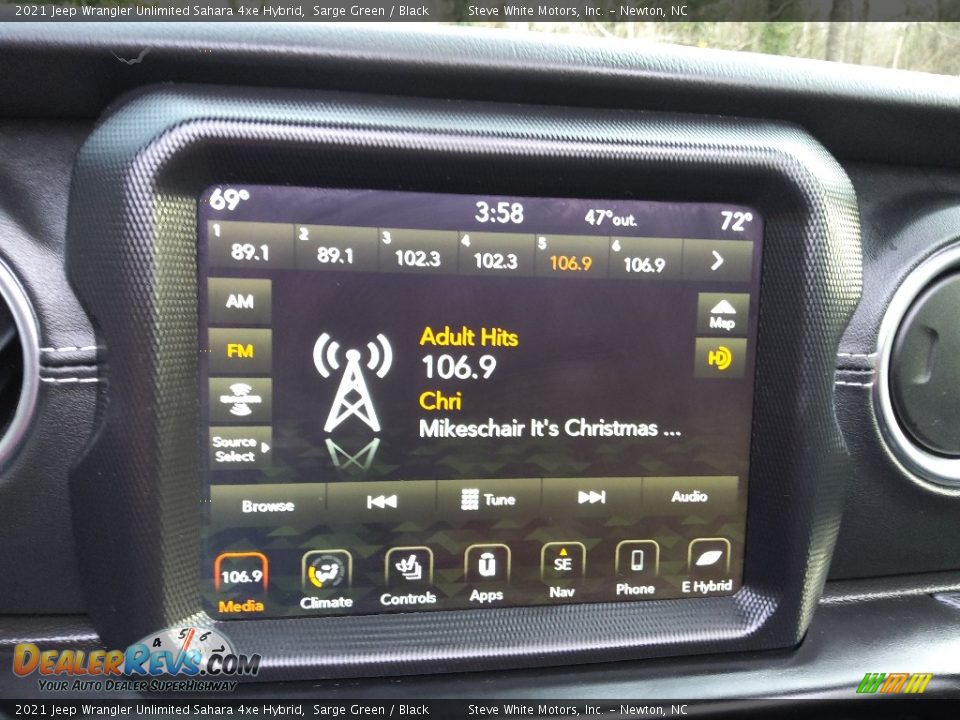 2021 Jeep Wrangler Unlimited Sahara 4xe Hybrid, Sarge Green / Black Steve White Motors, Inc. – Newton, NC
69° 3:58 47°out. 72°
1 89.1 2 89.1 3 102.3 4 102.3 5 106.9 6 106.9
AM
FM
Source
Select
Adult Hits
106.9
Chri
Mikeschair It's Christmas ...
Map
HD
Browse Tune Audio
106.9 SE
Media Climate Controls Apps Nav Phone E Hybrid
4 5 6
DealerRevs.com
Your Auto Dealer SuperHighway
2021 Jeep Wrangler Unlimited Sahara 4xe Hybrid, Sarge Green / Black Steve White Motors, Inc. – Newton, NC